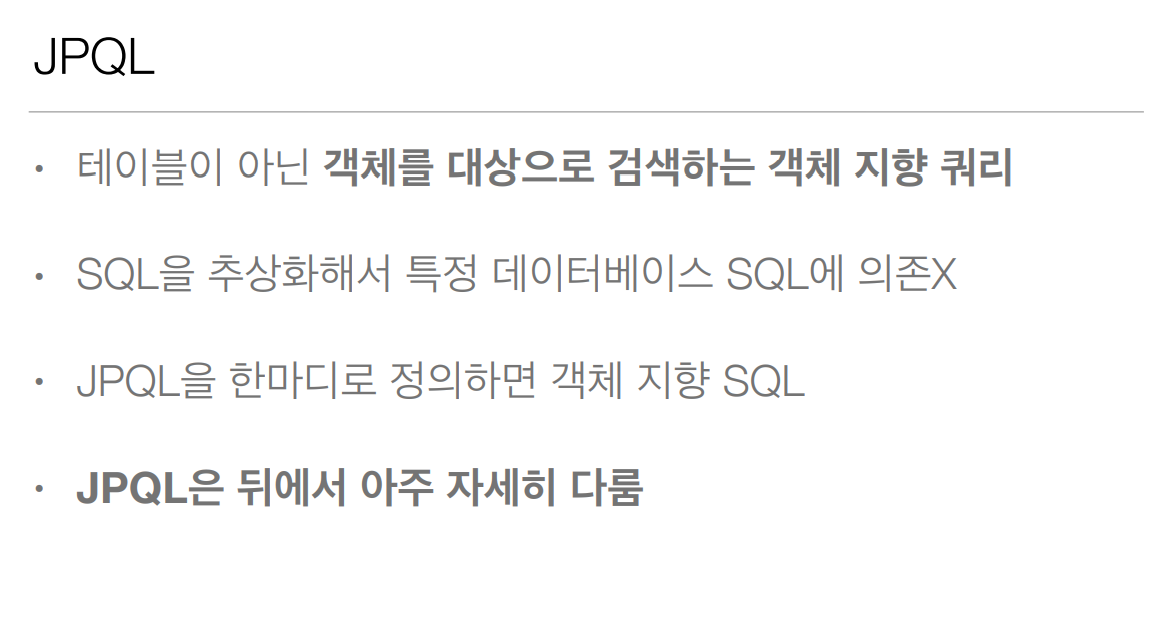 JPQL
• 테이블이 아닌 객체를 대상으로 검색하는 객체 지향 쿼리
• SQL을 추상화해서 특정 데이터베이스 SQL에 의존X
• JPQL을 한마디로 정의하면 객체 지향 SQL
• JPQL은 뒤에서 아주 자세히 다룸